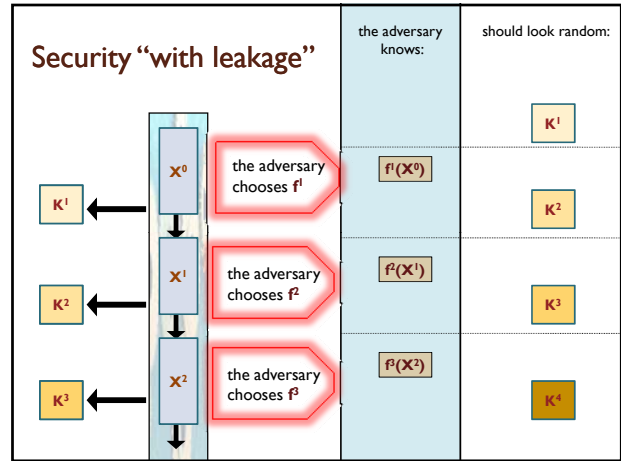 Security “with leakage”
the adversary
knows:
should look random:
K¹
X⁰
the adversary
chooses f¹
f¹(X⁰)
K¹
K²
X¹
the adversary
chooses f²
f²(X¹)
K²
K³
X²
the adversary
chooses f³
f³(X²)
K³
K⁴